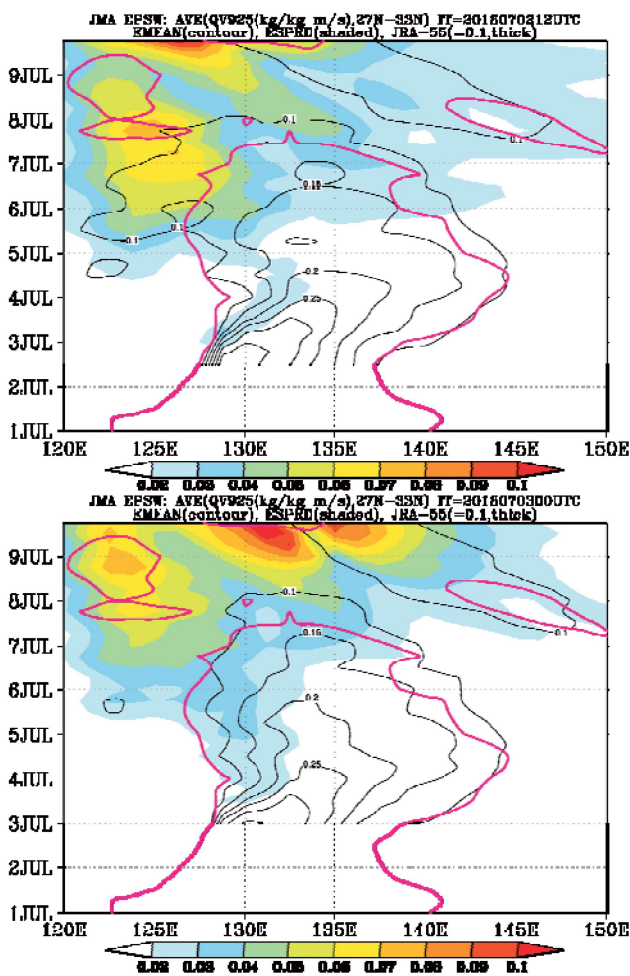 JMA EPSW: AVE(QV925(kg/kg m/s),27N-33N) IT=2018070212UTC
EMEAN(contour), ESPRD(shaded), JRA-55(=0.1,thick)
9JUL
8JUL
7JUL
6JUL
5JUL
4JUL
3JUL
2JUL
1JUL
0.1
0.1
0.15
0.1
0.1
0.2
0.25
120E 125E 130E 135E 140E 145E 150E
0.02 0.03 0.04 0.05 0.06 0.07 0.08 0.09 0.1
JMA EPSW: AVE(QV925(kg/kg m/s),27N-33N) IT=2018070300UTC
EMEAN(contour), ESPRD(shaded), JRA-55(=0.1,thick)
9JUL
8JUL
7JUL
6JUL
5JUL
4JUL
3JUL
2JUL
1JUL
0.1
0.1
0.15
0.2
0.25
120E 125E 130E 135E 140E 145E 150E
0.02 0.03 0.04 0.05 0.06 0.07 0.08 0.09 0.1